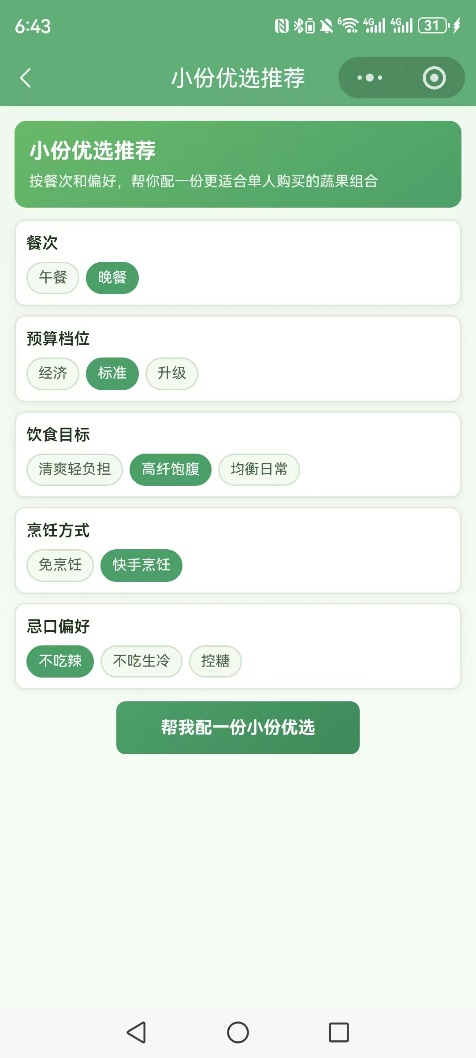 6:43
6 4G 4G 31
小份优选推荐
小份优选推荐
按餐次和偏好，帮你配一份更适合单人购买的蔬果组合
餐次
午餐 晚餐
预算档位
经济 标准 升级
饮食目标
清爽轻负担 高纤饱腹 均衡日常
烹饪方式
免烹饪 快手烹饪
忌口偏好
不吃辣 不吃生冷 控糖
帮我配一份小份优选